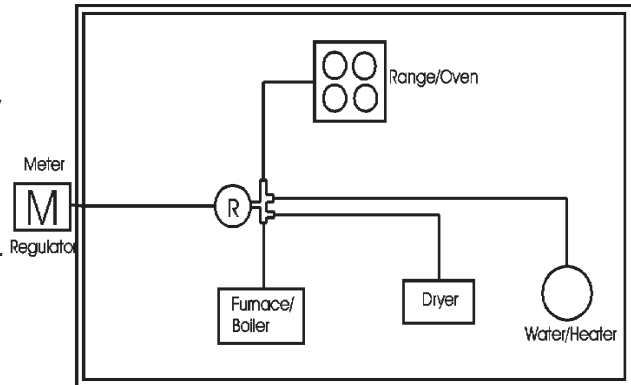 Range/Oven
Meter
M
R
Regulator
Furnace/
Boiler
Dryer
Water/Heater